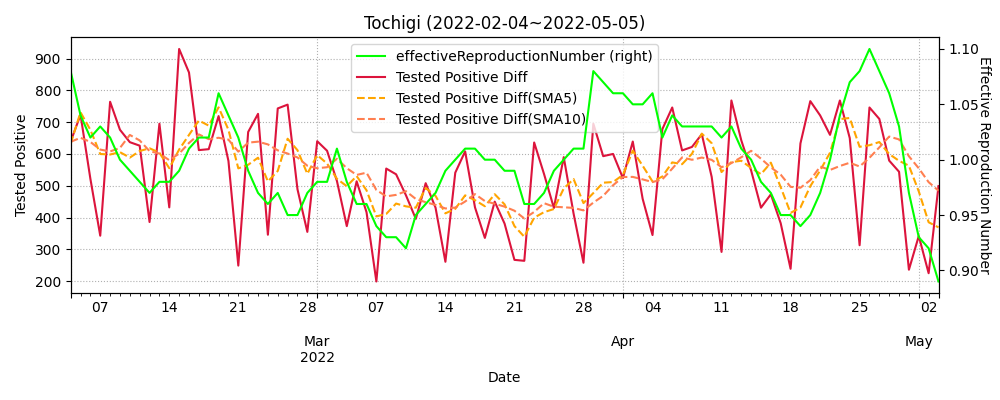 Tochigi (2022-02-04~2022-05-05)
effectiveReproductionNumber (right)
Tested Positive Diff
Tested Positive Diff(SMA5)
Tested Positive Diff(SMA10)
Tested Positive
900
800
700
600
500
400
300
200
1.10
1.05
1.00
0.95
0.90
Effective Reproduction Number
07 14 21 28 07 14 21 28 04 11 18 25 02
Mar Apr May
2022
Date